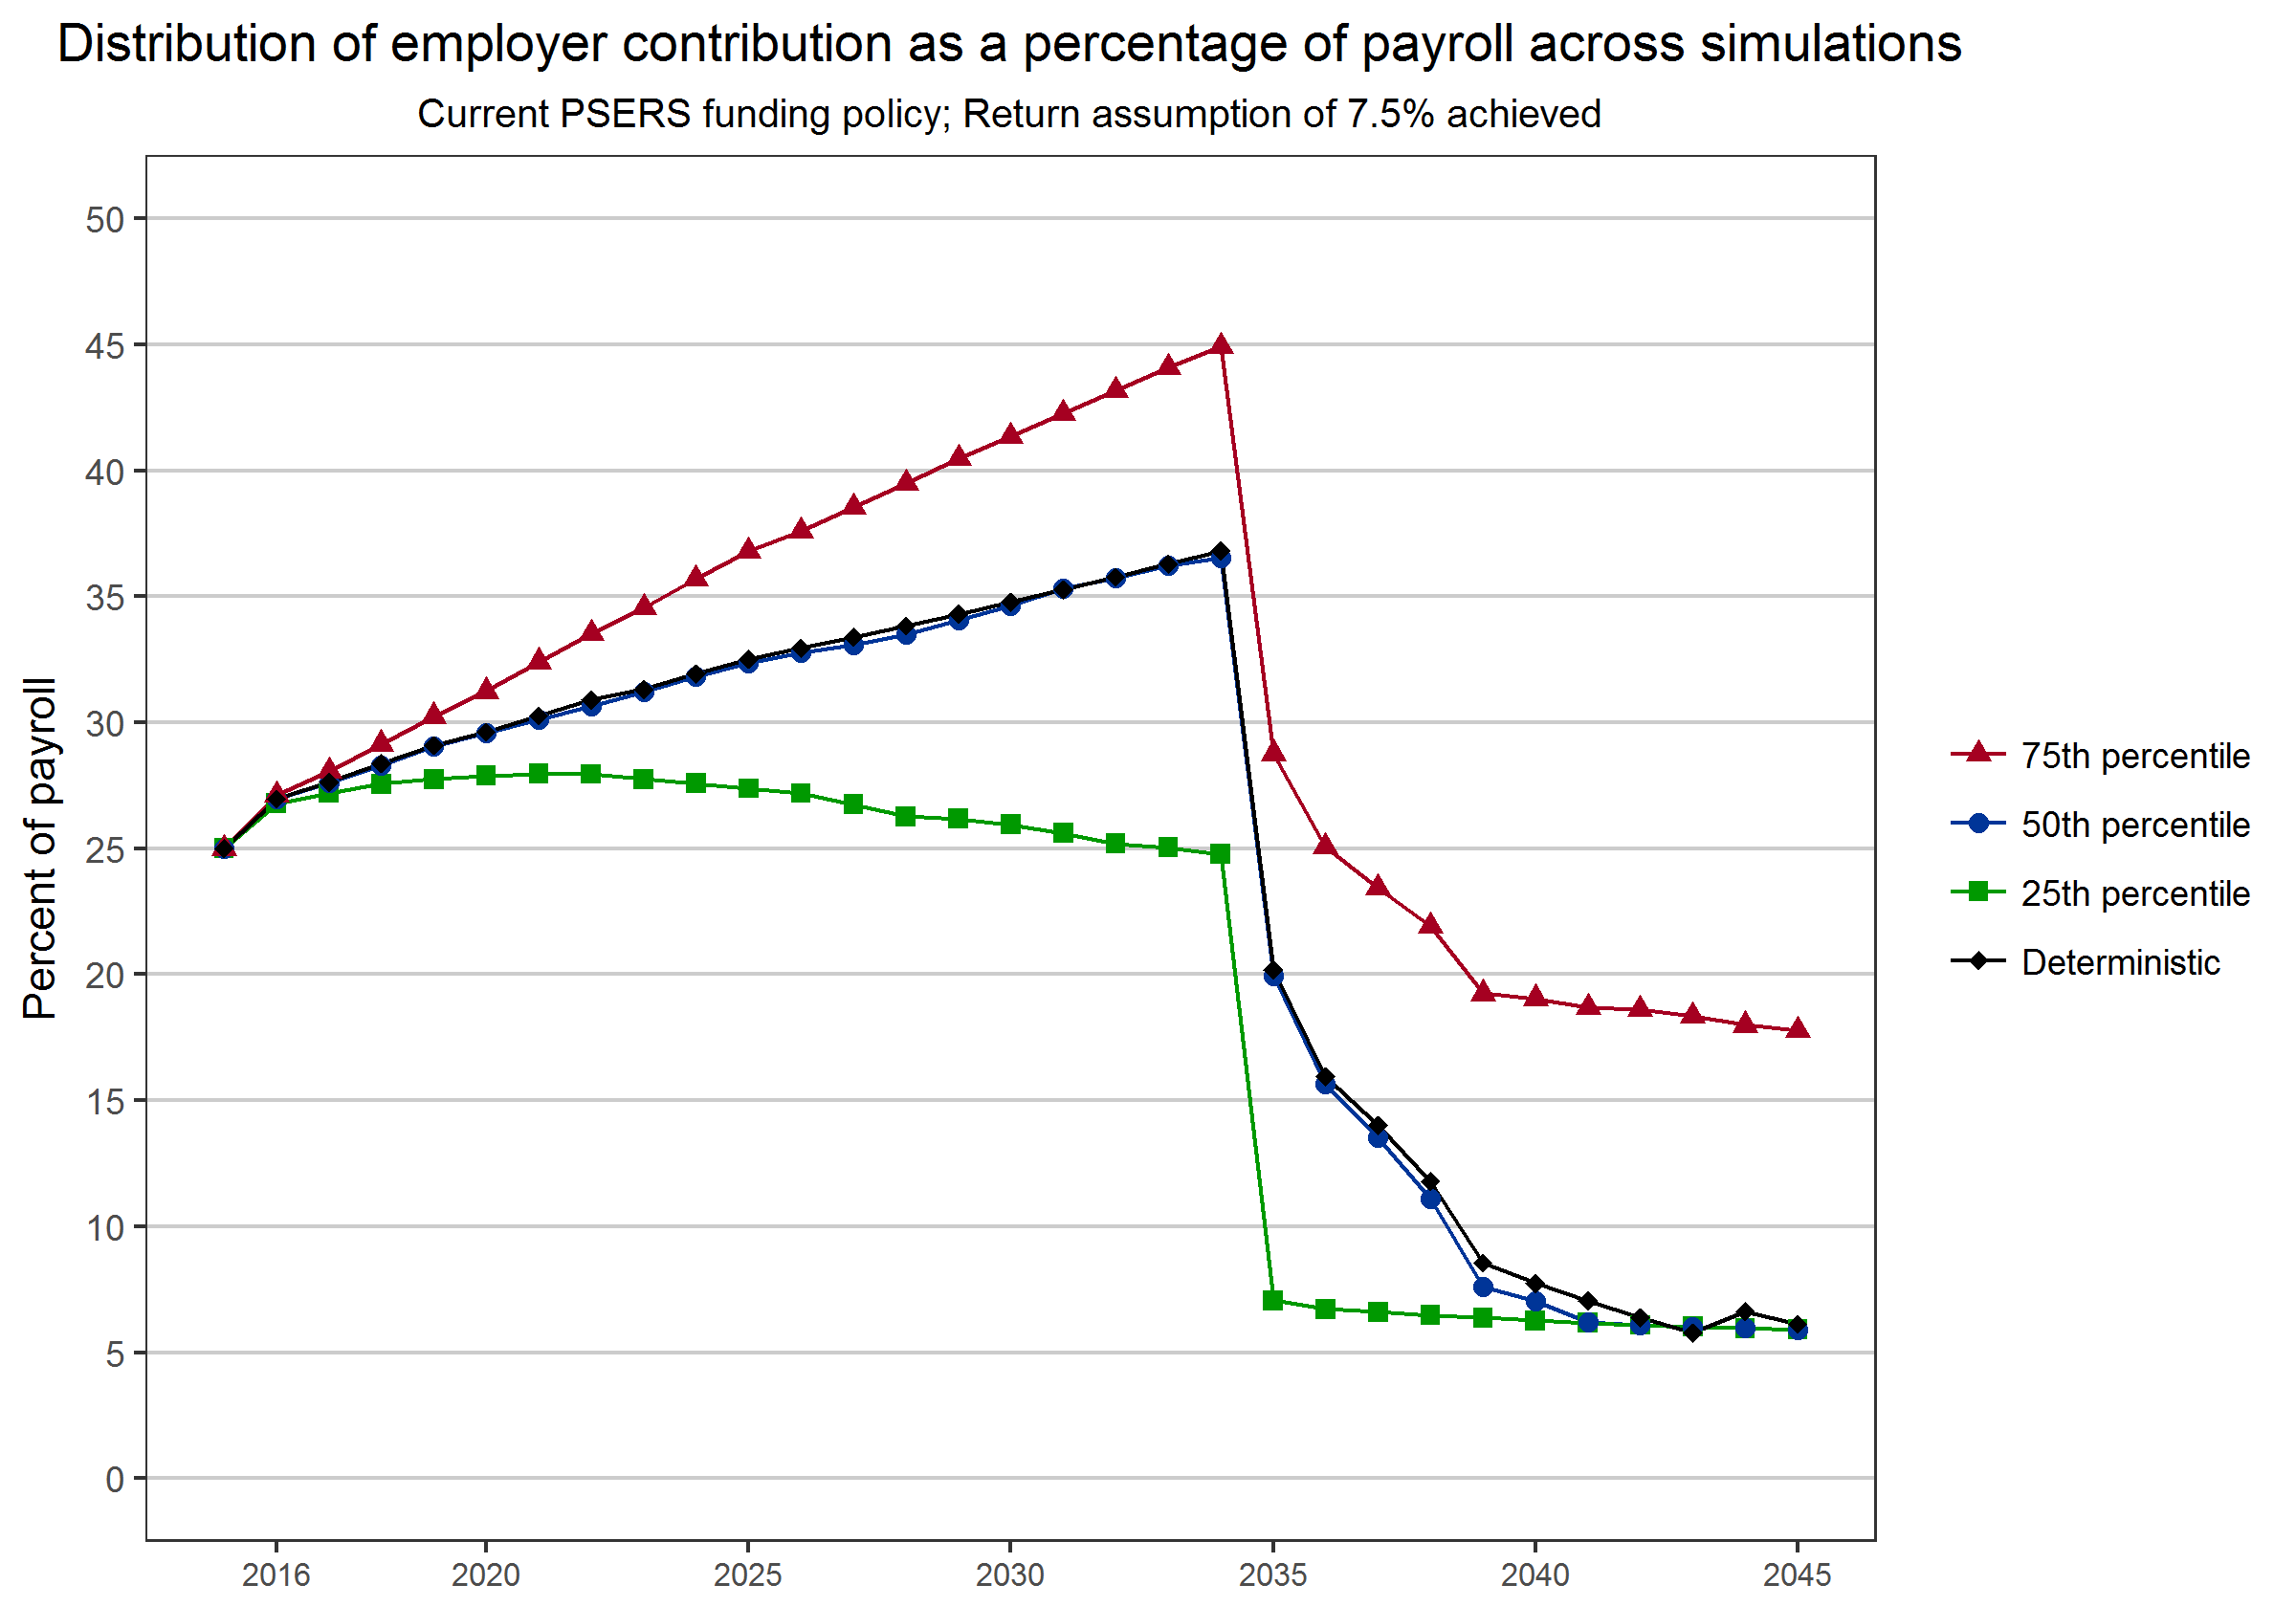 Distribution of employer contribution as a percentage of payroll across simulations
Current PSERS funding policy; Return assumption of 7.5% achieved
Percent of payroll
50
45
40
35
30
25
20
15
10
5
0
2016 2020 2025 2030 2035 2040 2045
75th percentile
50th percentile
25th percentile
Deterministic